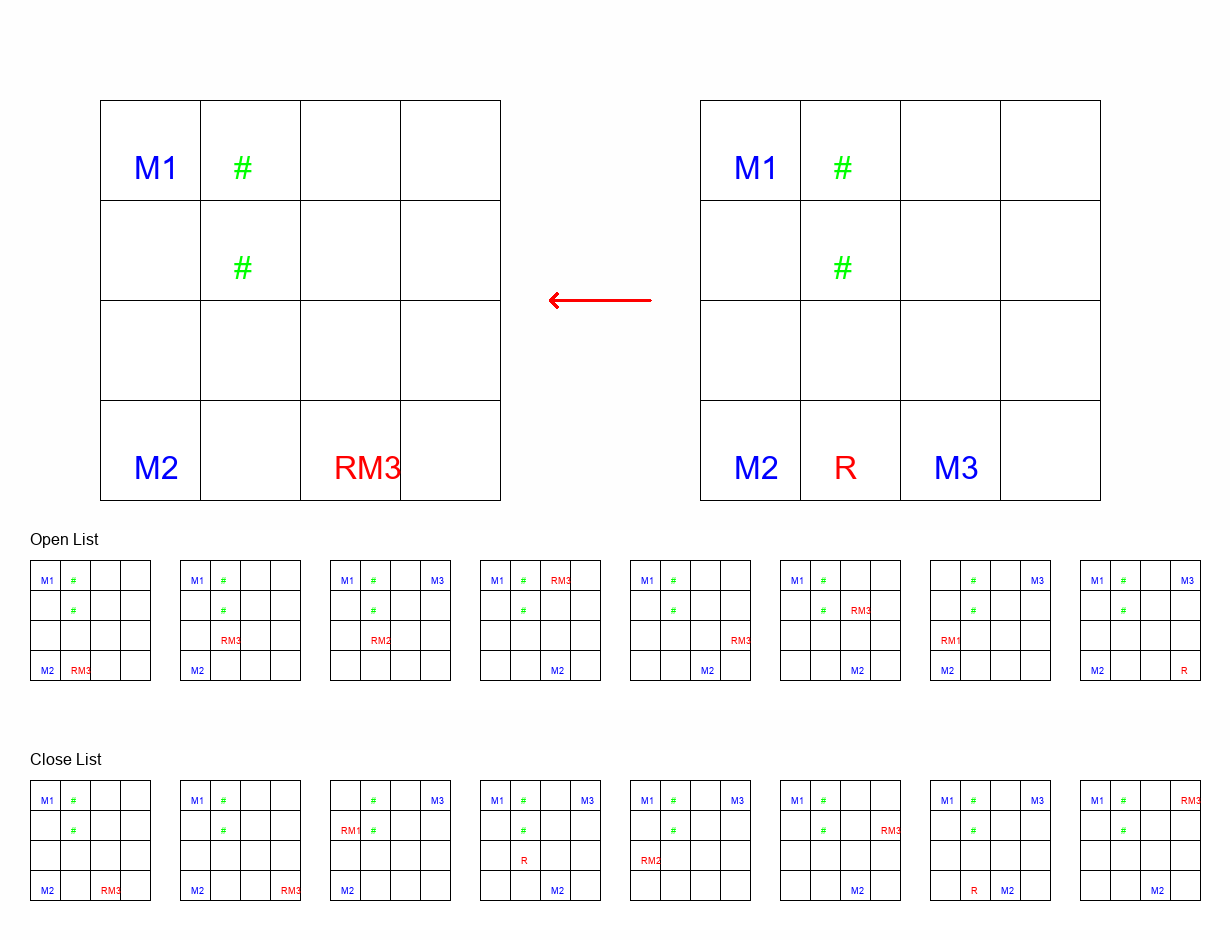 M1 # M1 #
# #
M2 RM3 M2 R M3
Open List
M1 # M1 # M1 # M3 M1 # RM3 M1 # M1 # # M3 M1 # M3
# # # # # # RM3 # #
RM3 RM2 RM3 RM1
M2 RM3 M2 M2 M2 M2 M2 M2 R
Close List
M1 # M1 # # M3 M1 # M3 M1 # M3 M1 # M1 # M3 M1 # RM3
# # RM1 # # # # RM3 # #
R RM2
M2 RM3 M2 RM3 M2 M2 M2 R M2 M2